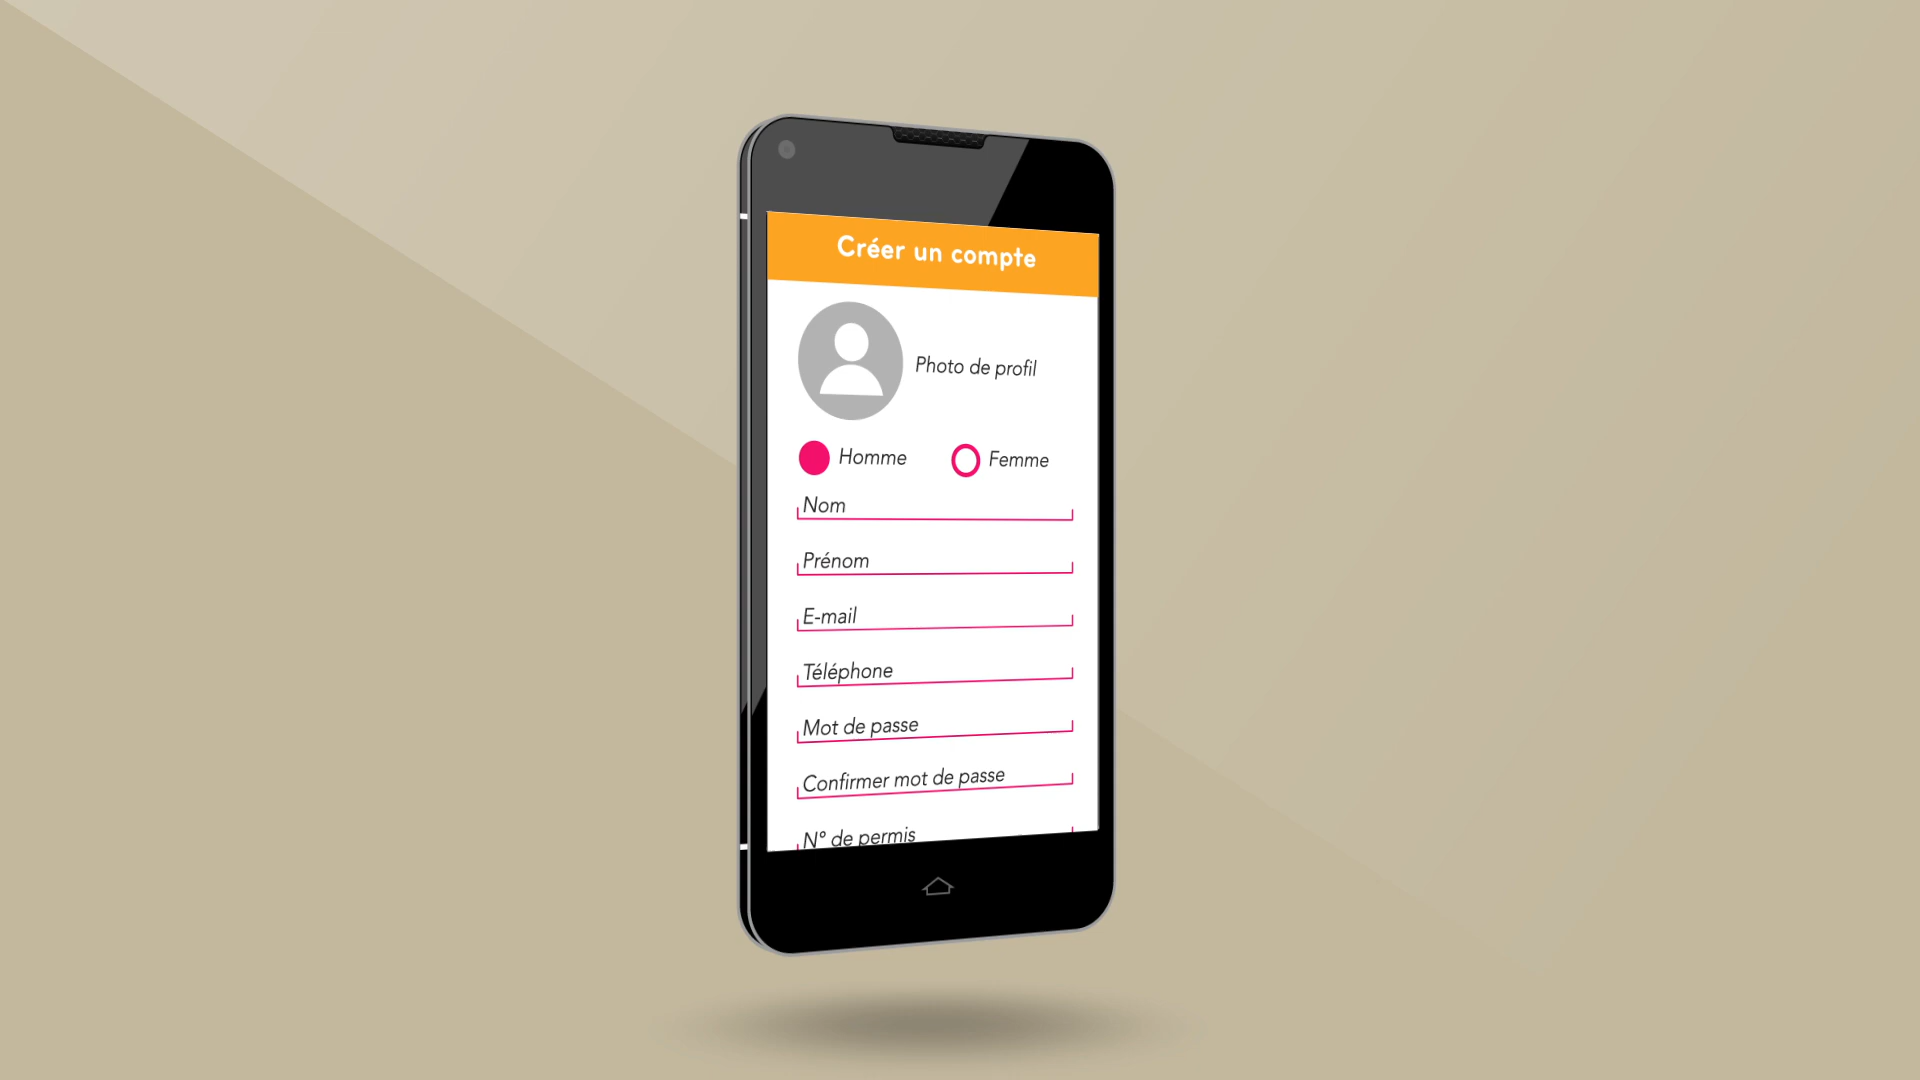 Créer un compte
Photo de profil
Homme Femme
Nom
Prénom
E-mail
Téléphone
Mot de passe
Confirmer mot de passe
N° de permis